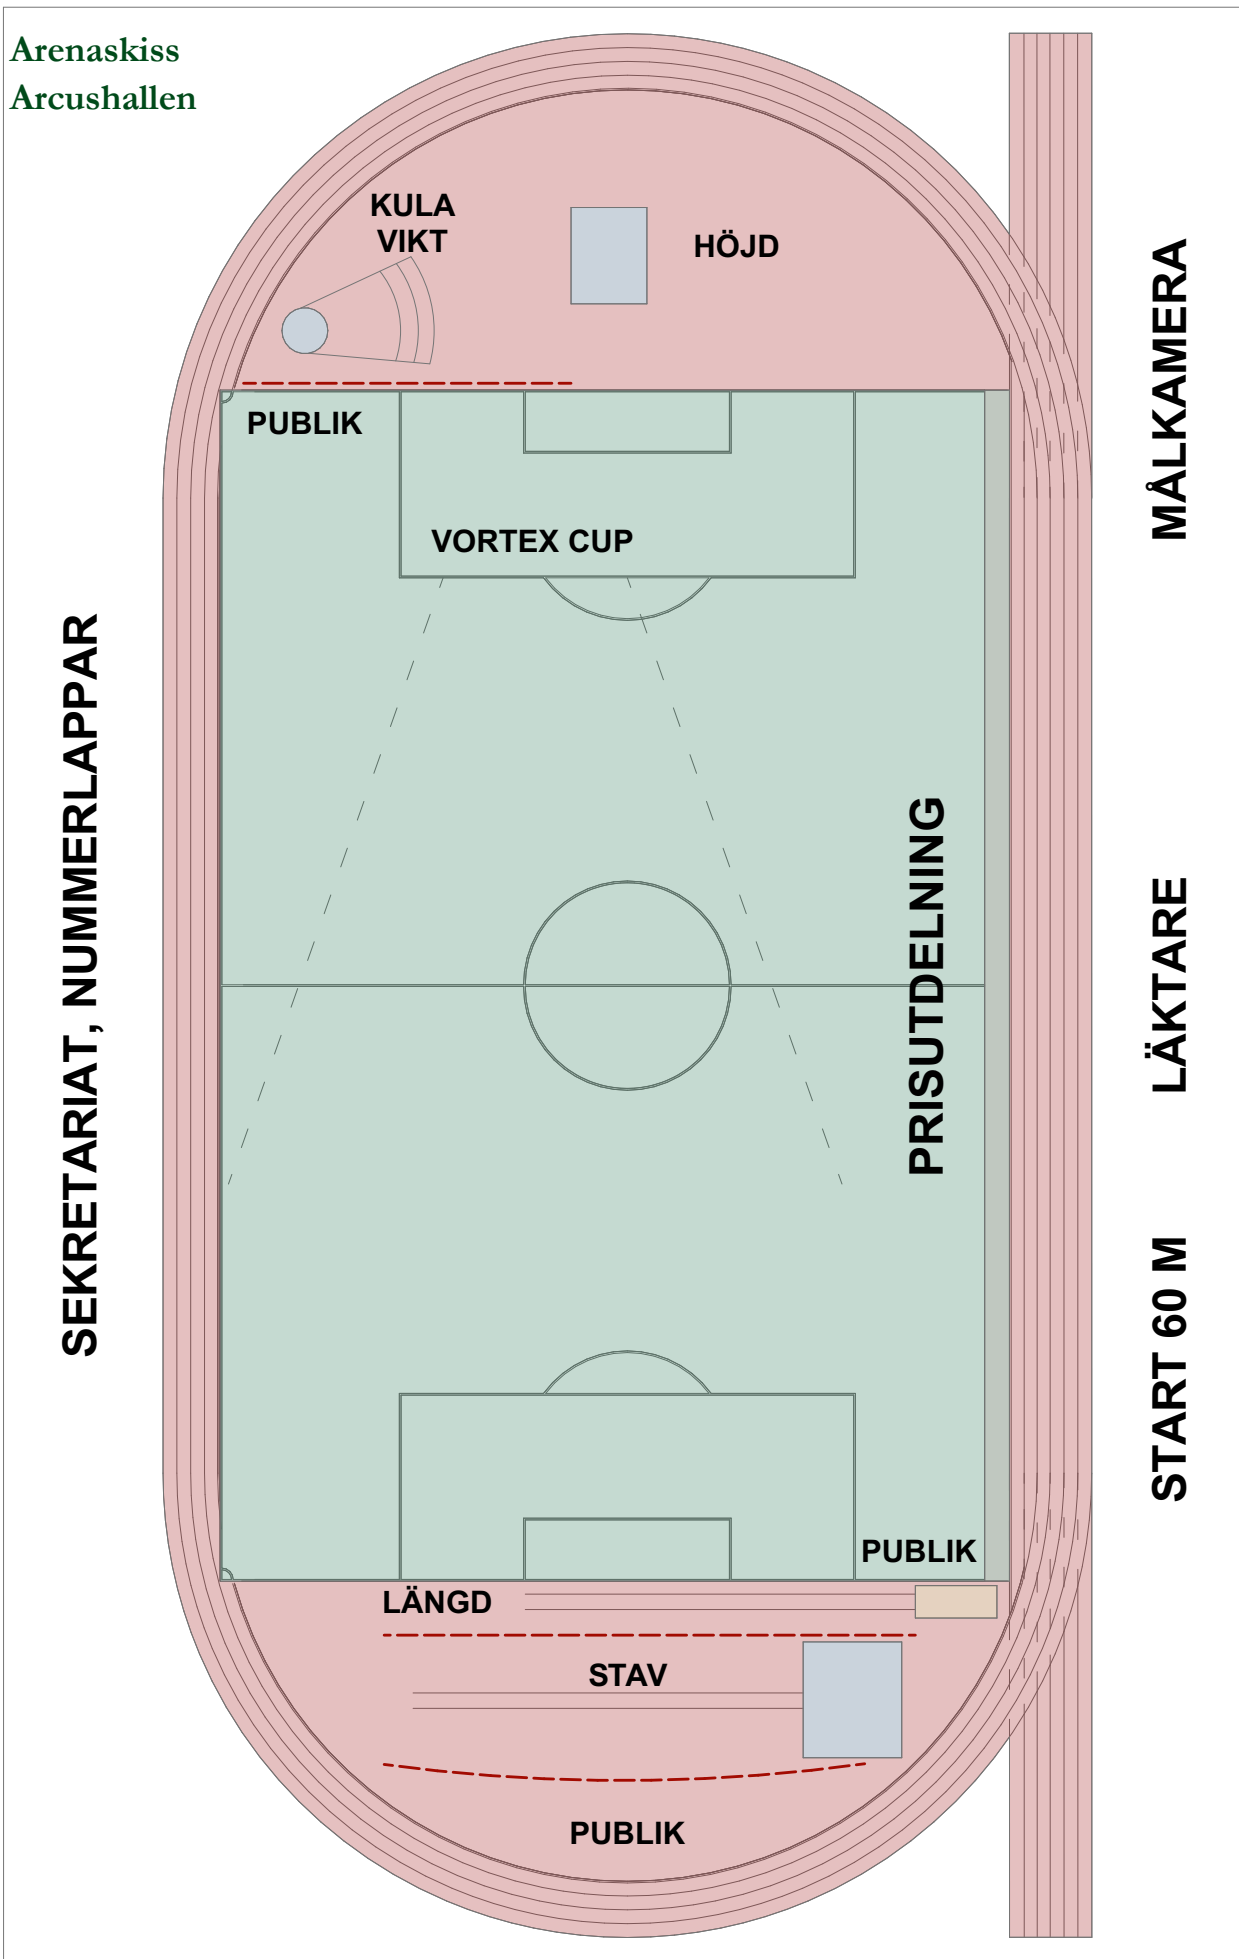 Arenaskiss
Arcushallen
KULA
VIKT
HÖJD
MÅLKAMERA
PUBLIK
VORTEX CUP
SEKRETARIAT, NUMMERLAPPAR
PRISUTDELNING
LÄKTARE
START 60 M
PUBLIK
LÄNGD
STAV
PUBLIK